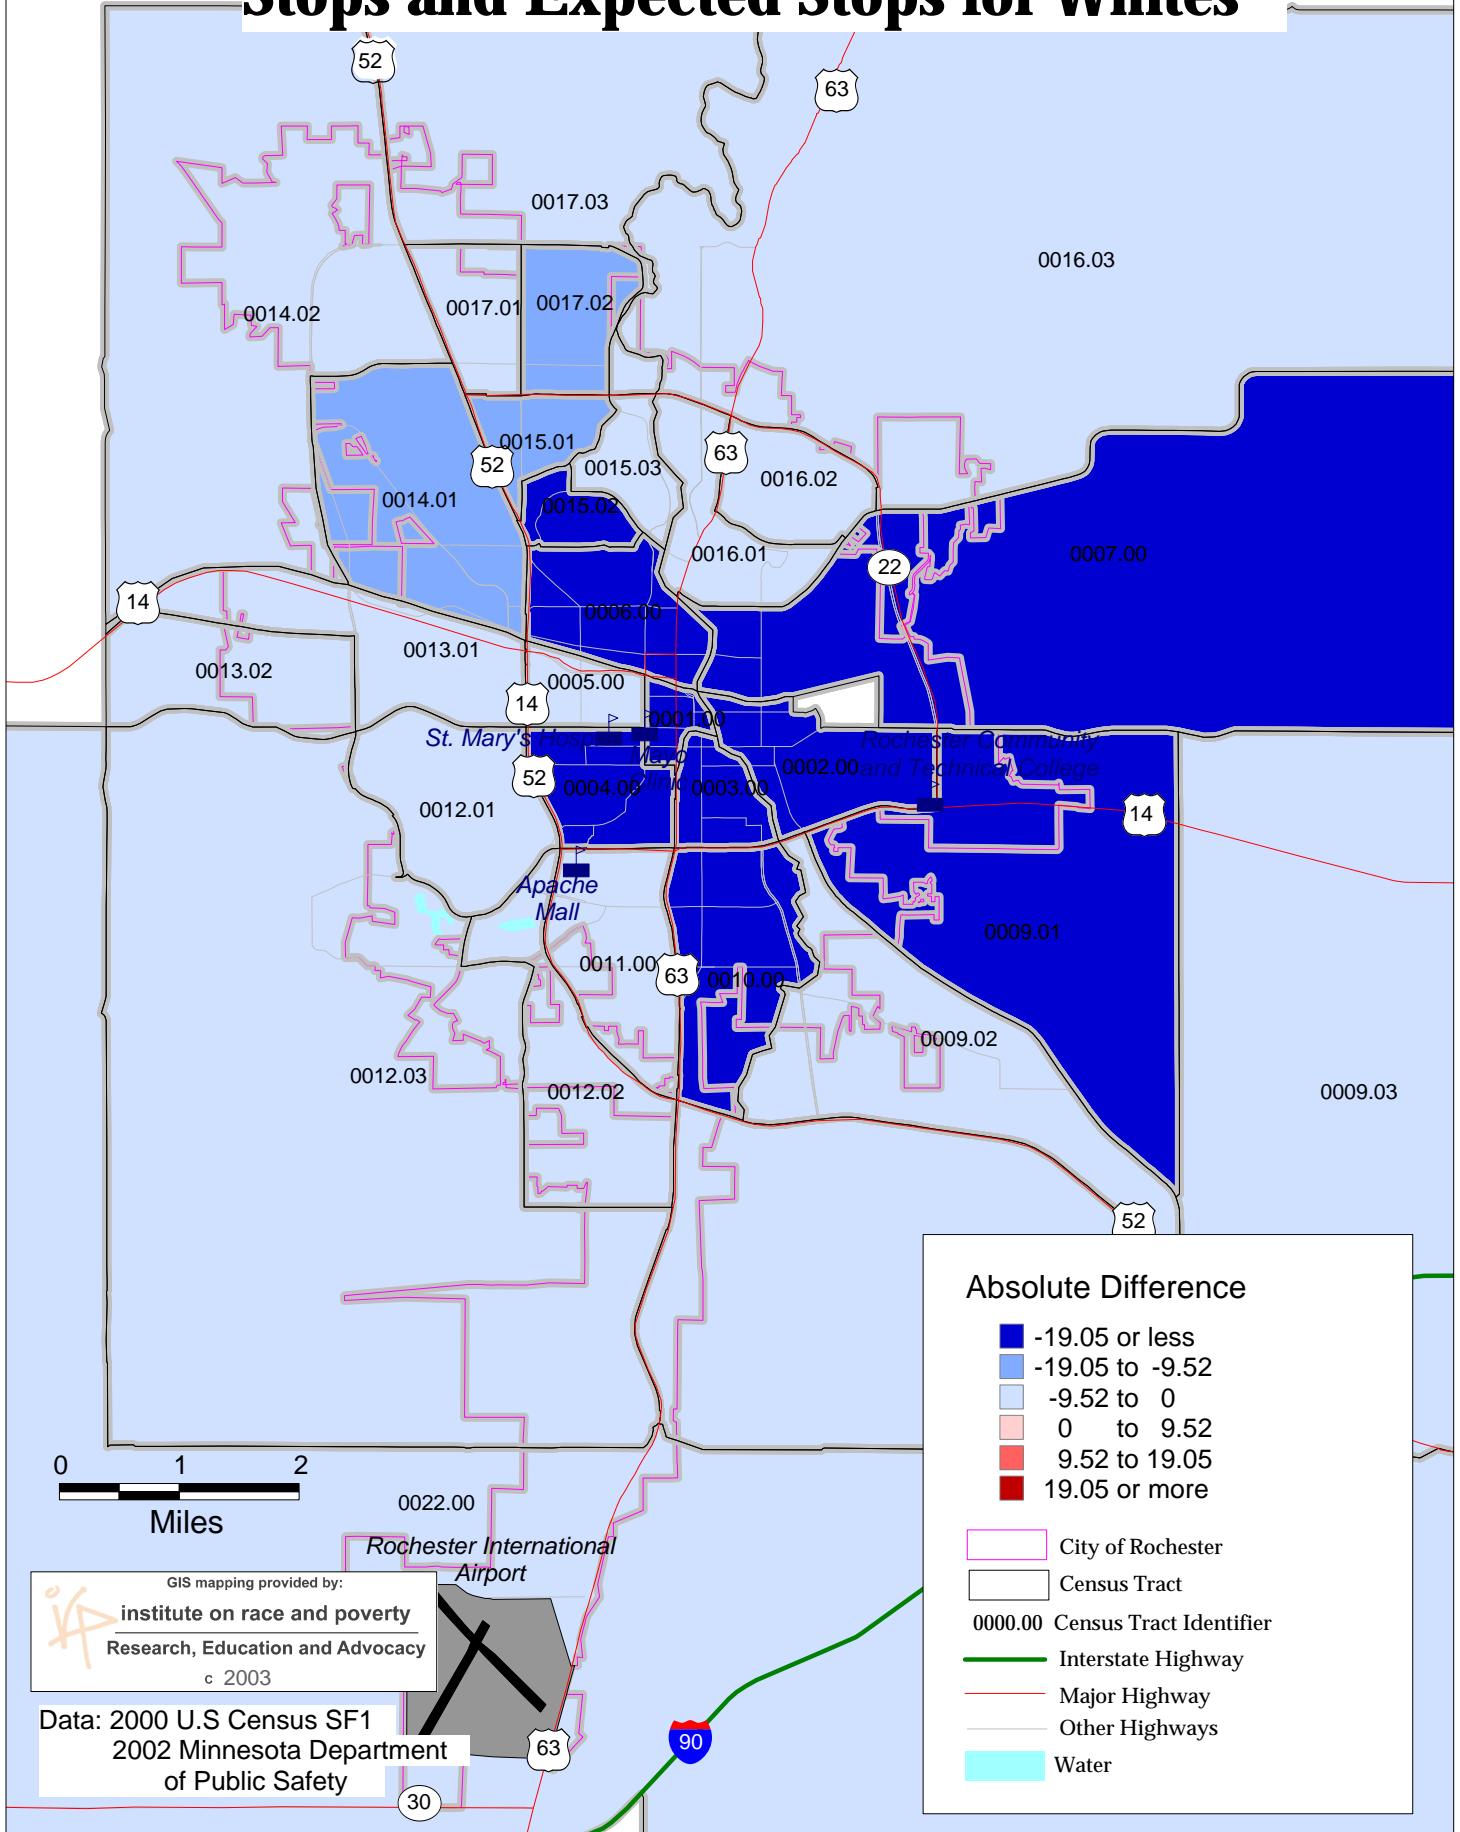 Stops and Expected Stops for Whites
52
63
0017.03
0016.03
0014.02
0017.01
0017.02
0015.01
52
0015.03
63
0016.02
0014.01
0015.02
0016.01
0007.00
22
14
0006.00
0013.01
0013.02
0005.00
14
0001.00
St. Mary's Hosp
Mayo
Clinic
Rochester Community
and Technical College
0002.00
52
0004.00
0003.00
0012.01
14
Apache
Mall
0009.01
0011.00
63
0010.00
0009.02
0012.03
0012.02
0009.03
52
Absolute Difference
-19.05 or less
-19.05 to -9.52
-9.52 to 0
0 to 9.52
9.52 to 19.05
19.05 or more
City of Rochester
Census Tract
0000.00 Census Tract Identifier
Interstate Highway
Major Highway
Other Highways
Water
0 1 2
Miles
0022.00
Rochester International
Airport
GIS mapping provided by:
irp
institute on race and poverty
Research, Education and Advocacy
c 2003
Data: 2000 U.S Census SF1
2002 Minnesota Department
of Public Safety
63
90
30